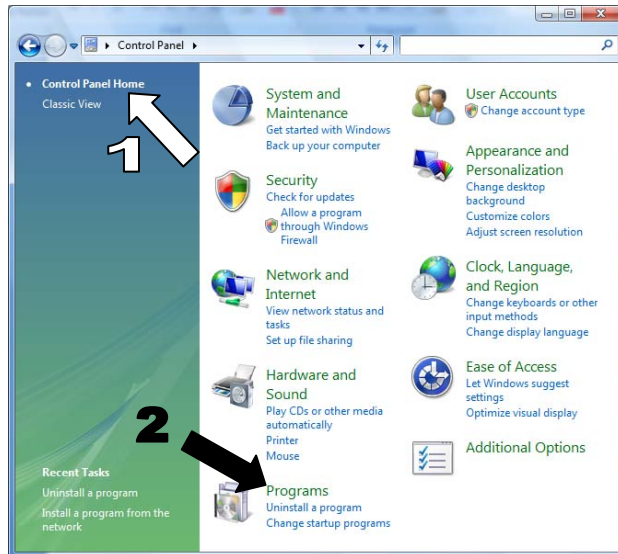 Control Panel
Control Panel Home
Classic View
1
System and
Maintenance
Get started with Windows
Back up your computer
Security
Check for updates
Allow a program
through Windows
Firewall
Network and
Internet
View network status and
tasks
Set up file sharing
Hardware and
Sound
Play CDs or other media
automatically
Printer
Mouse
2
Programs
Uninstall a program
Change startup programs
User Accounts
Change account type
Appearance and
Personalization
Change desktop
background
Customize colors
Adjust screen resolution
Clock, Language,
and Region
Change keyboards or other
input methods
Change display language
Ease of Access
Let Windows suggest
settings
Optimize visual display
Additional Options
Recent Tasks
Uninstall a program
Install a program from the
network